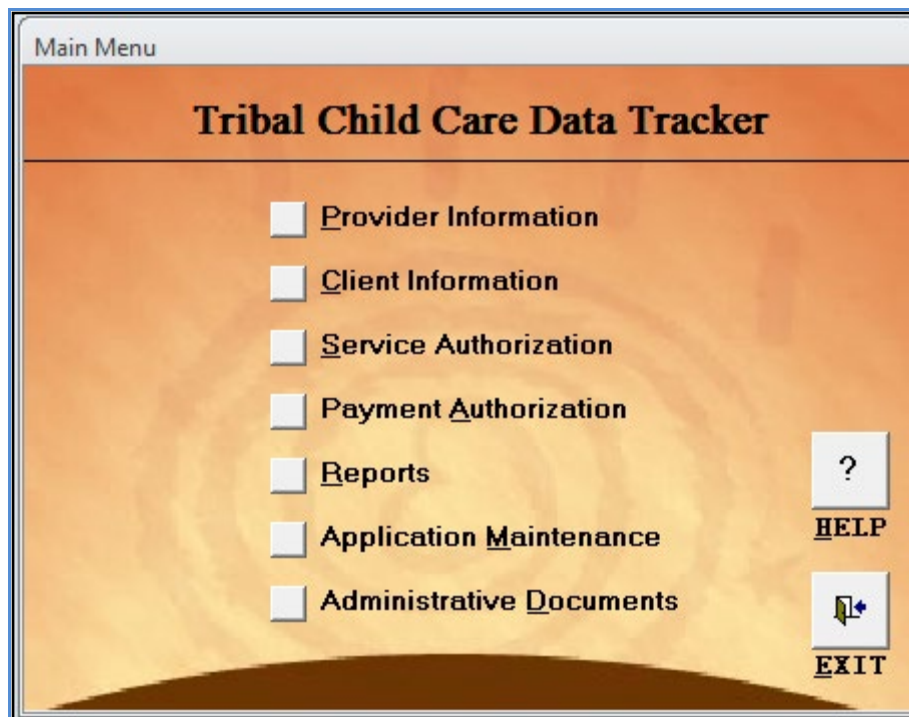 Main Menu
Tribal Child Care Data Tracker
Provider Information
Client Information
Service Authorization
Payment Authorization
Reports
Application Maintenance
Administrative Documents
?
HELP
EXIT